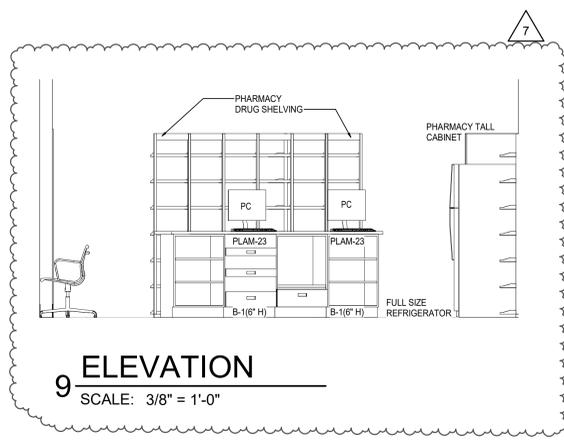 7
PHARMACY
DRUG SHELVING
PHARMACY TALL
CABINET
PC
PC
PLAM-23
PLAM-23
B-1(6" H)
B-1(6" H)
FULL SIZE
REFRIGERATOR
9
ELEVATION
SCALE: 3/8" = 1'-0"